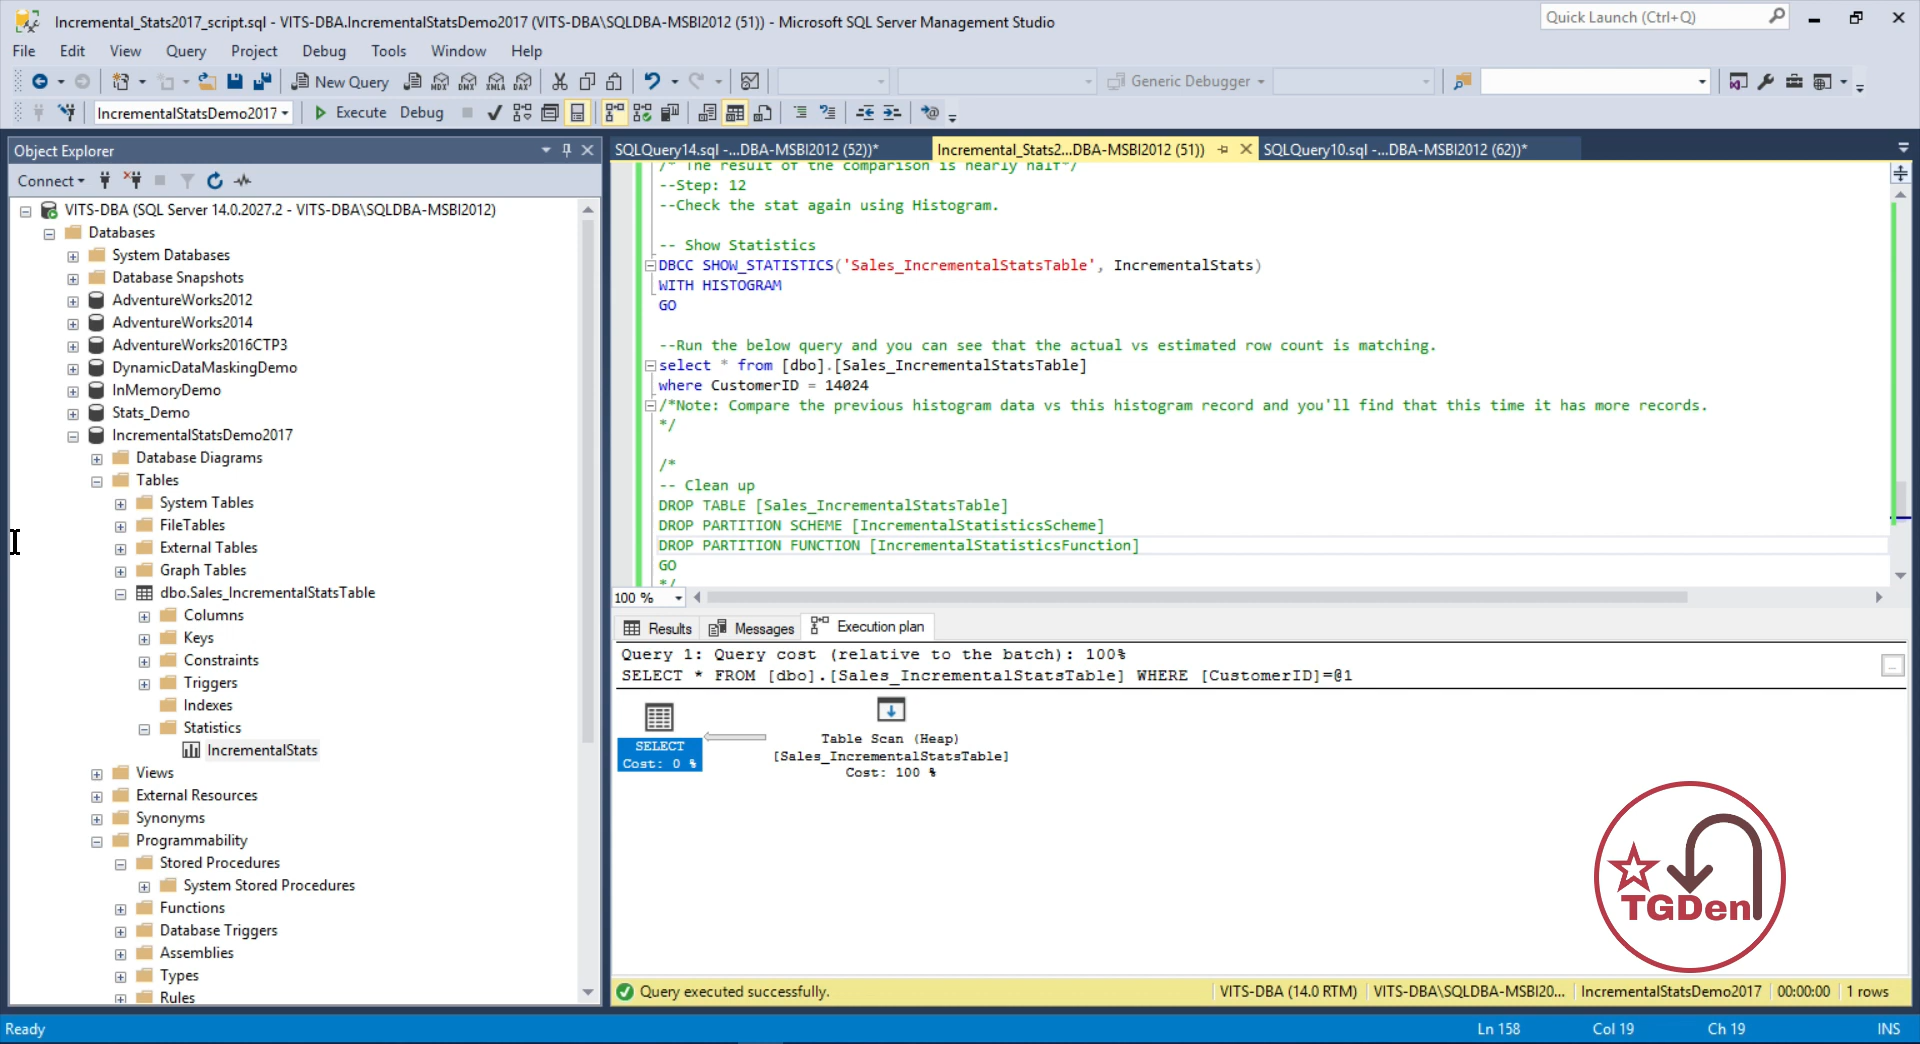 Incremental_Stats2017_script.sql - VITS-DBA.IncrementalStatsDemo2017 (VITS-DBA\SQLDBA-MSBI2012 (51)) - Microsoft SQL Server Management Studio
Quick Launch (Ctrl+Q)
File Edit View Query Project Debug Tools Window Help
New Query MDX DMX XMLA DAX Generic Debugger
IncrementalStatsDemo2017 Execute Debug
Object Explorer
Connect
VITS-DBA (SQL Server 14.0.2027.2 - VITS-DBA\SQLDBA-MSBI2012)
Databases
System Databases
Database Snapshots
AdventureWorks2012
AdventureWorks2014
AdventureWorks2016CTP3
DynamicDataMaskingDemo
InMemoryDemo
Stats_Demo
IncrementalStatsDemo2017
Database Diagrams
Tables
System Tables
FileTables
External Tables
Graph Tables
dbo.Sales_IncrementalStatsTable
Columns
Keys
Constraints
Triggers
Indexes
Statistics
IncrementalStats
Views
External Resources
Synonyms
Programmability
Stored Procedures
System Stored Procedures
Functions
Database Triggers
Assemblies
Types
Rules
SQLQuery14.sql -...DBA-MSBI2012 (52))* Incremental_Stats2...DBA-MSBI2012 (51)) SQLQuery10.sql -...DBA-MSBI2012 (62))*
/* The result of the comparison is nearly half*/
--Step: 12
--Check the stat again using Histogram.
-- Show Statistics
DBCC SHOW_STATISTICS('Sales_IncrementalStatsTable', IncrementalStats)
WITH HISTOGRAM
GO
--Run the below query and you can see that the actual vs estimated row count is matching.
select * from [dbo].[Sales_IncrementalStatsTable]
where CustomerID = 14024
/*Note: Compare the previous histogram data vs this histogram record and you'll find that this time it has more records.
*/
/*
-- Clean up
DROP TABLE [Sales_IncrementalStatsTable]
DROP PARTITION SCHEME [IncrementalStatisticsScheme]
DROP PARTITION FUNCTION [IncrementalStatisticsFunction]
GO
*/
100 %
Results Messages Execution plan
Query 1: Query cost (relative to the batch): 100%
SELECT * FROM [dbo].[Sales_IncrementalStatsTable] WHERE [CustomerID]=@1
SELECT
Cost: 0 %
Table Scan (Heap)
[Sales_IncrementalStatsTable]
Cost: 100 %
TGDen
Query executed successfully. VITS-DBA (14.0 RTM) VITS-DBA\SQLDBA-MSBI20... IncrementalStatsDemo2017 00:00:00 1 rows
Ready Ln 158 Col 19 Ch 19 INS